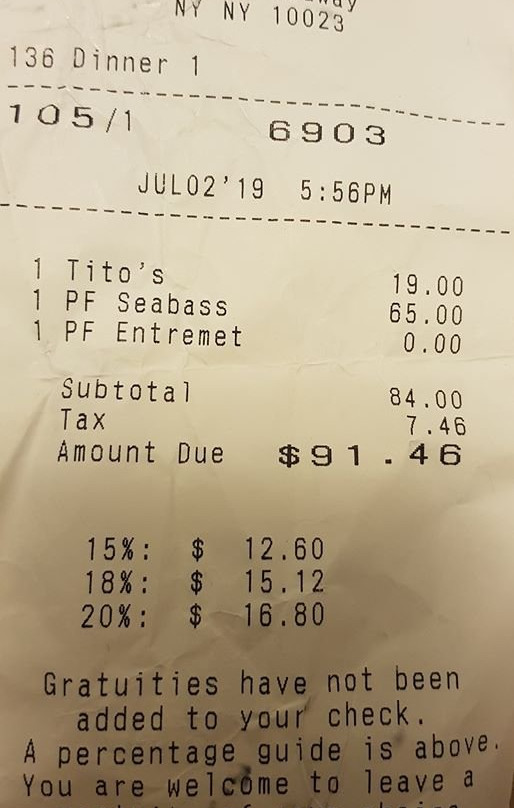 NY NY 10023
136 Dinner 1
105/1 6903
JUL02'19 5:56PM
1 Tito's 19.00
1 PF Seabass 65.00
1 PF Entremet 0.00
Subtotal 84.00
Tax 7.46
Amount Due $91.46
15%: $ 12.60
18%: $ 15.12
20%: $ 16.80
Gratuities have not been
added to your check.
A percentage guide is above.
You are welcome to leave a